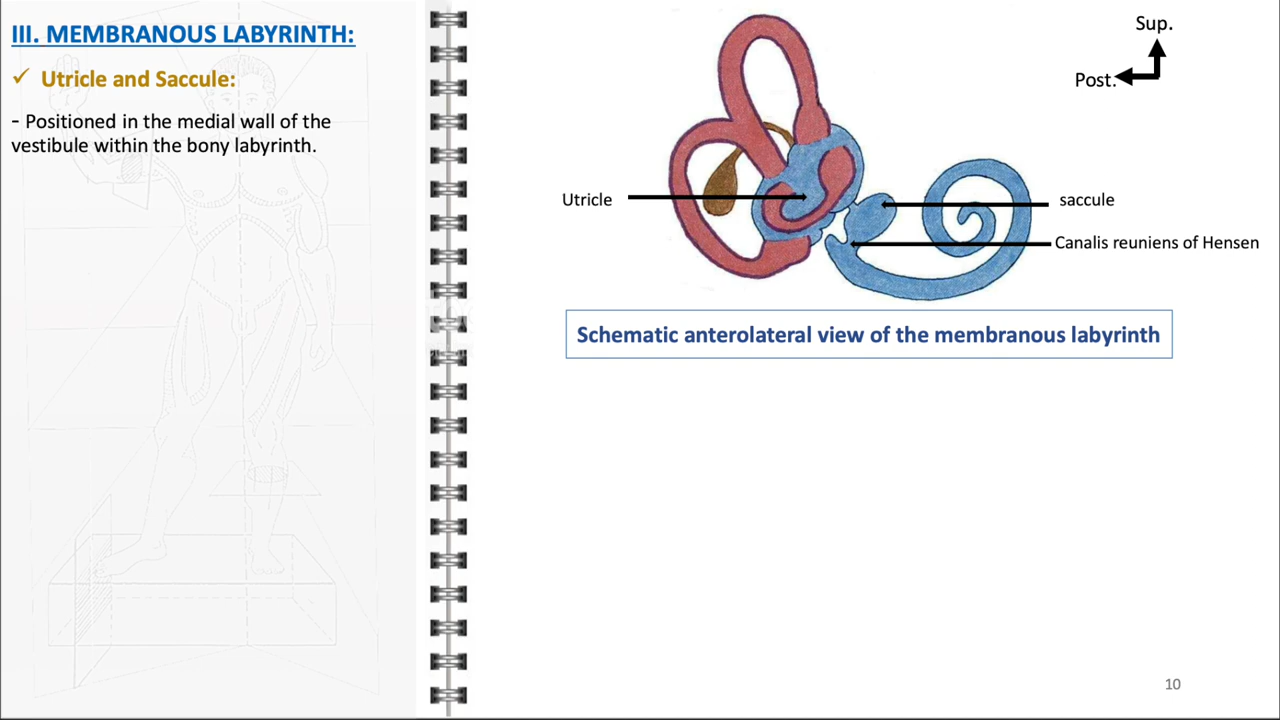 III. MEMBRANOUS LABYRINTH:
✓ Utricle and Saccule:
- Positioned in the medial wall of the
vestibule within the bony labyrinth.
Sup.
Post.
Utricle
saccule
Canalis reuniens of Hensen
Schematic anterolateral view of the membranous labyrinth
10